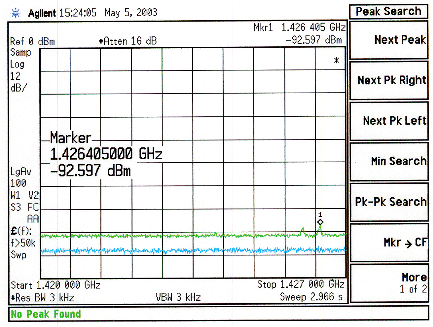 Agilent 15:24:05 May 5, 2003
Peak Search
Mkr1 1.426 405 GHz
Ref 0 dBm •Atten 16 dB -92.597 dBm
Samp
Log
12
dB/
*
Marker
1.426405000 GHz
-92.597 dBm
LgAv
100
W1 V2
S3 FC
AA
£(f):
f>50k
Swp
1
Start 1.420 000 GHz Stop 1.427 000 GHz
•Res BW 3 kHz VBW 3 kHz Sweep 2.966 s
No Peak Found
Next Peak
Next Pk Right
Next Pk Left
Min Search
Pk-Pk Search
Mkr → CF
More
1 of 2